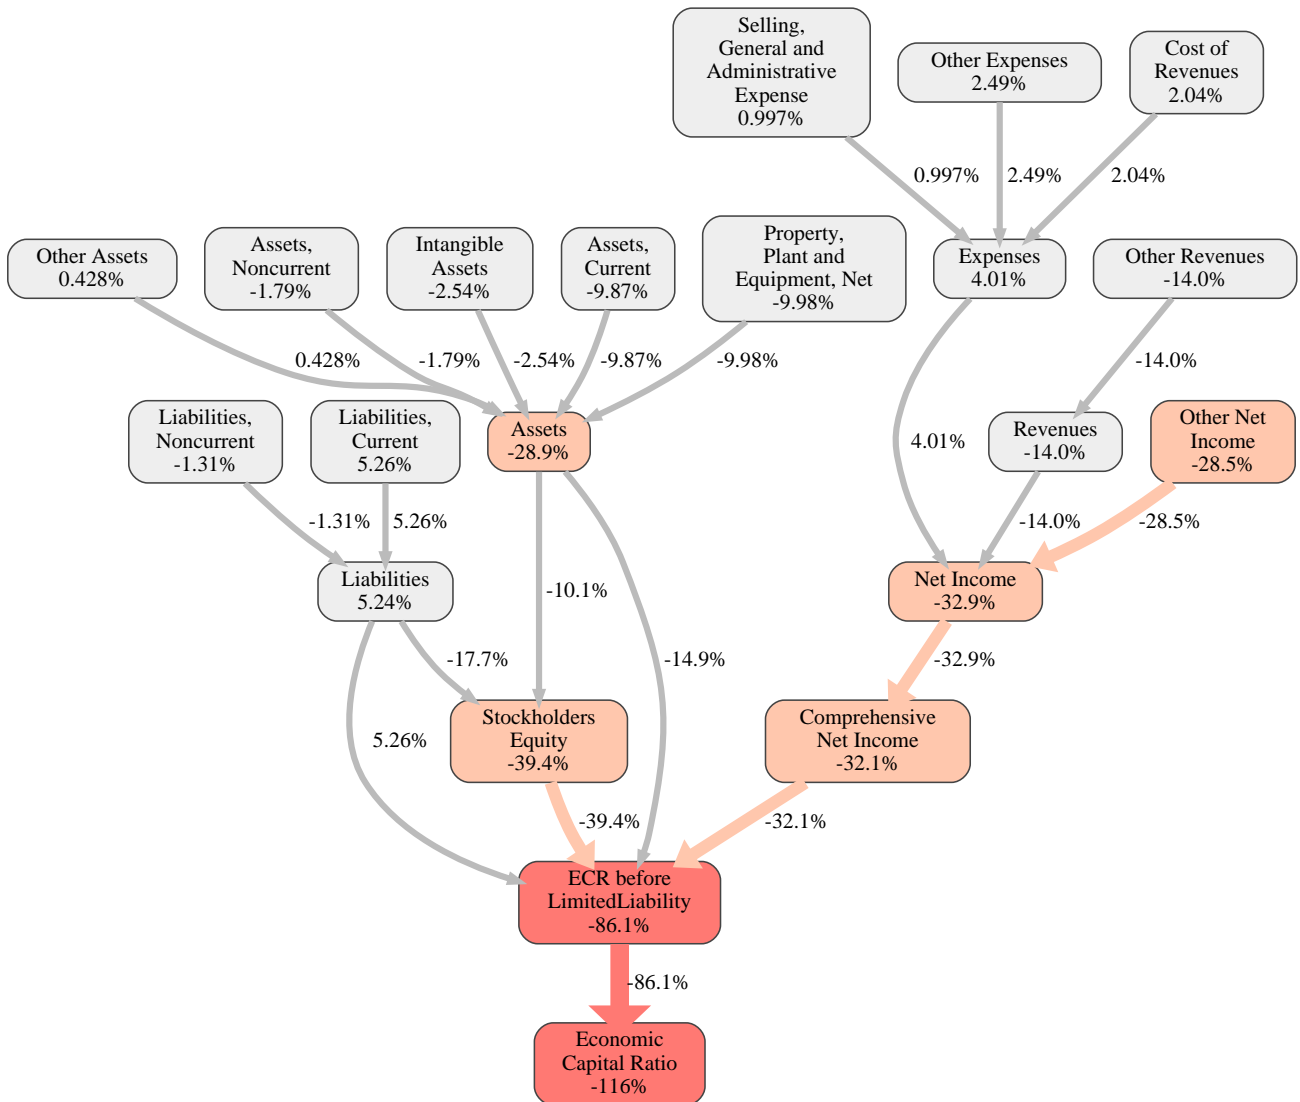 Selling,
General and
Administrative
Expense
0.997%
Other Expenses
2.49%
Cost of
Revenues
2.04%
0.997%
2.49%
2.04%
Other Assets
0.428%
Assets,
Noncurrent
-1.79%
Intangible
Assets
-2.54%
Assets,
Current
-9.87%
Property,
Plant and
Equipment, Net
-9.98%
Expenses
4.01%
Other Revenues
-14.0%
0.428%
-1.79%
-2.54%
-9.87%
-9.98%
-14.0%
Liabilities,
Noncurrent
-1.31%
Liabilities,
Current
5.26%
Assets
-28.9%
4.01%
Revenues
-14.0%
Other Net
Income
-28.5%
-1.31%
5.26%
-14.0%
-28.5%
Liabilities
5.24%
-10.1%
Net Income
-32.9%
-17.7%
-14.9%
-32.9%
5.26%
Stockholders
Equity
-39.4%
Comprehensive
Net Income
-32.1%
-39.4%
-32.1%
ECR before
LimitedLiability
-86.1%
-86.1%
Economic
Capital Ratio
-116%